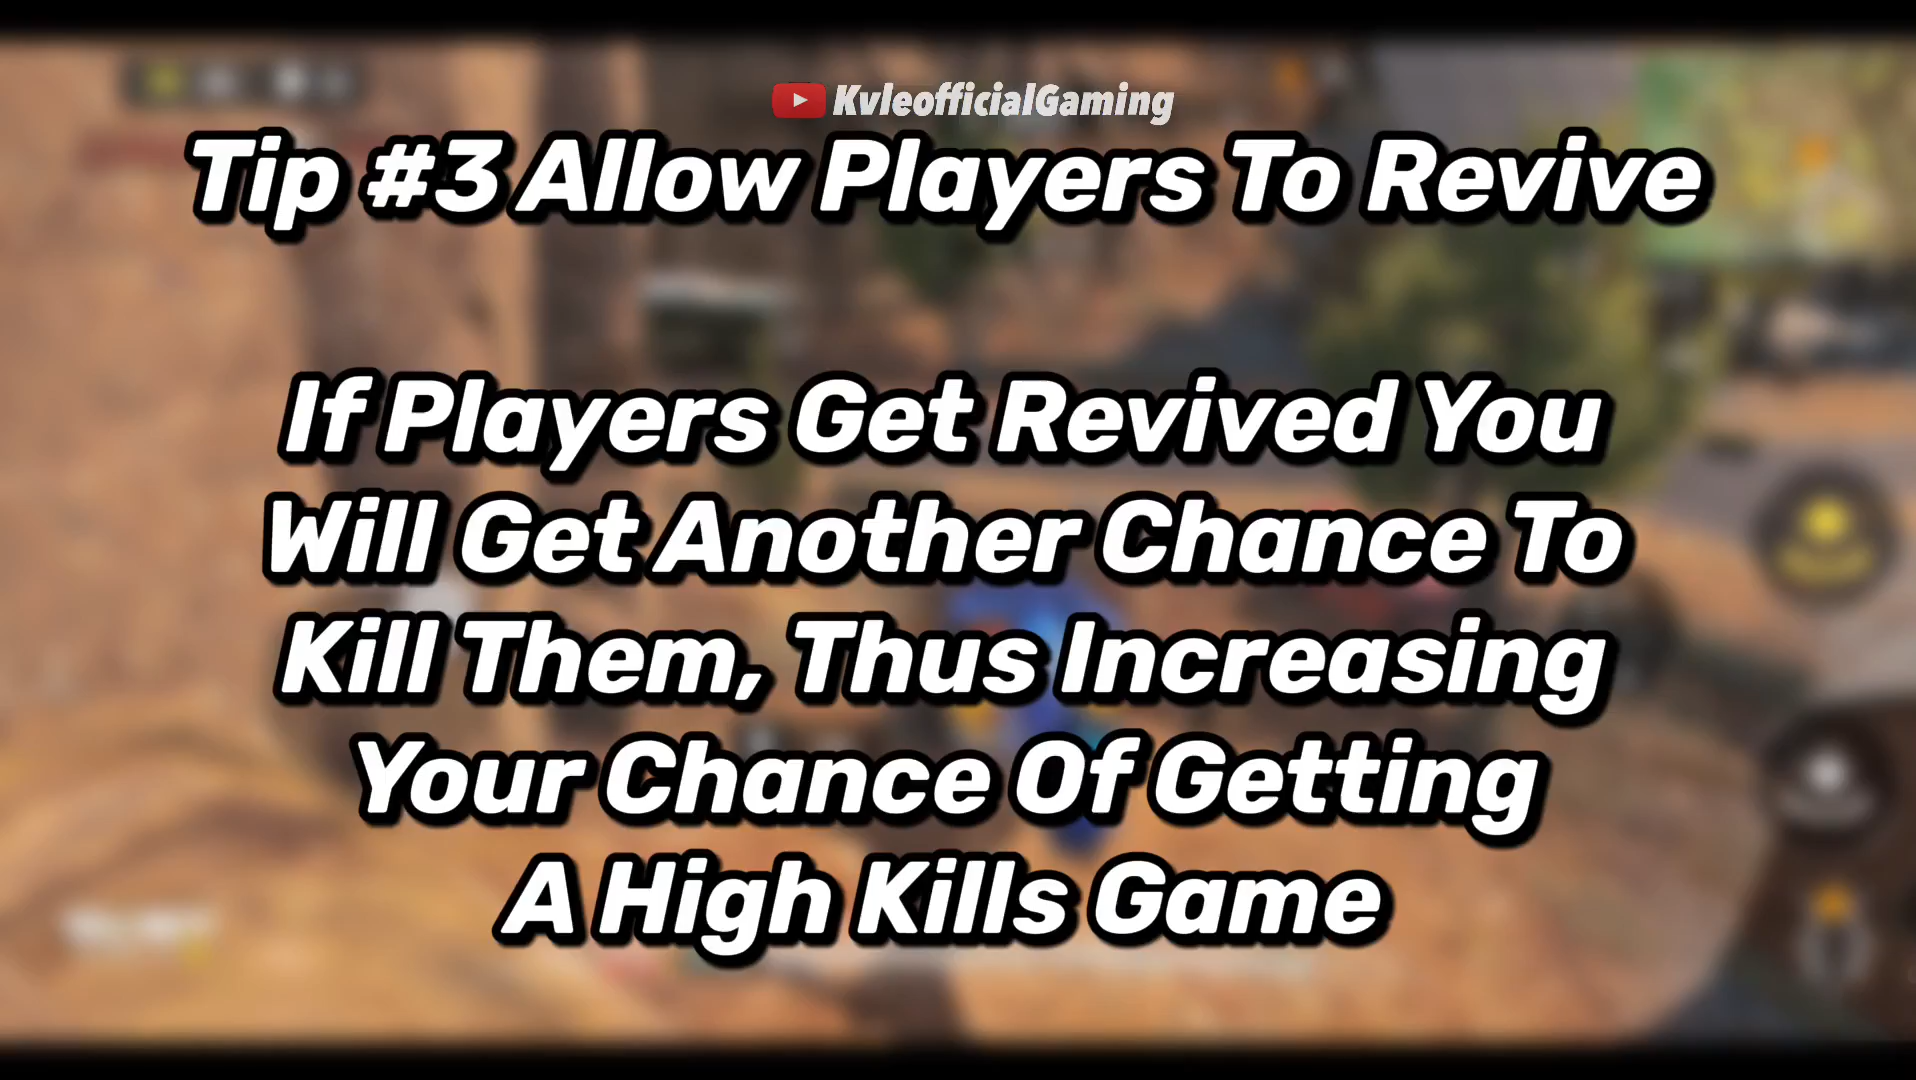 KvleofficialGaming
Tip #3 Allow Players To Revive
If Players Get Revived You
Will Get Another Chance To
Kill Them, Thus Increasing
Your Chance Of Getting
A High Kills Game